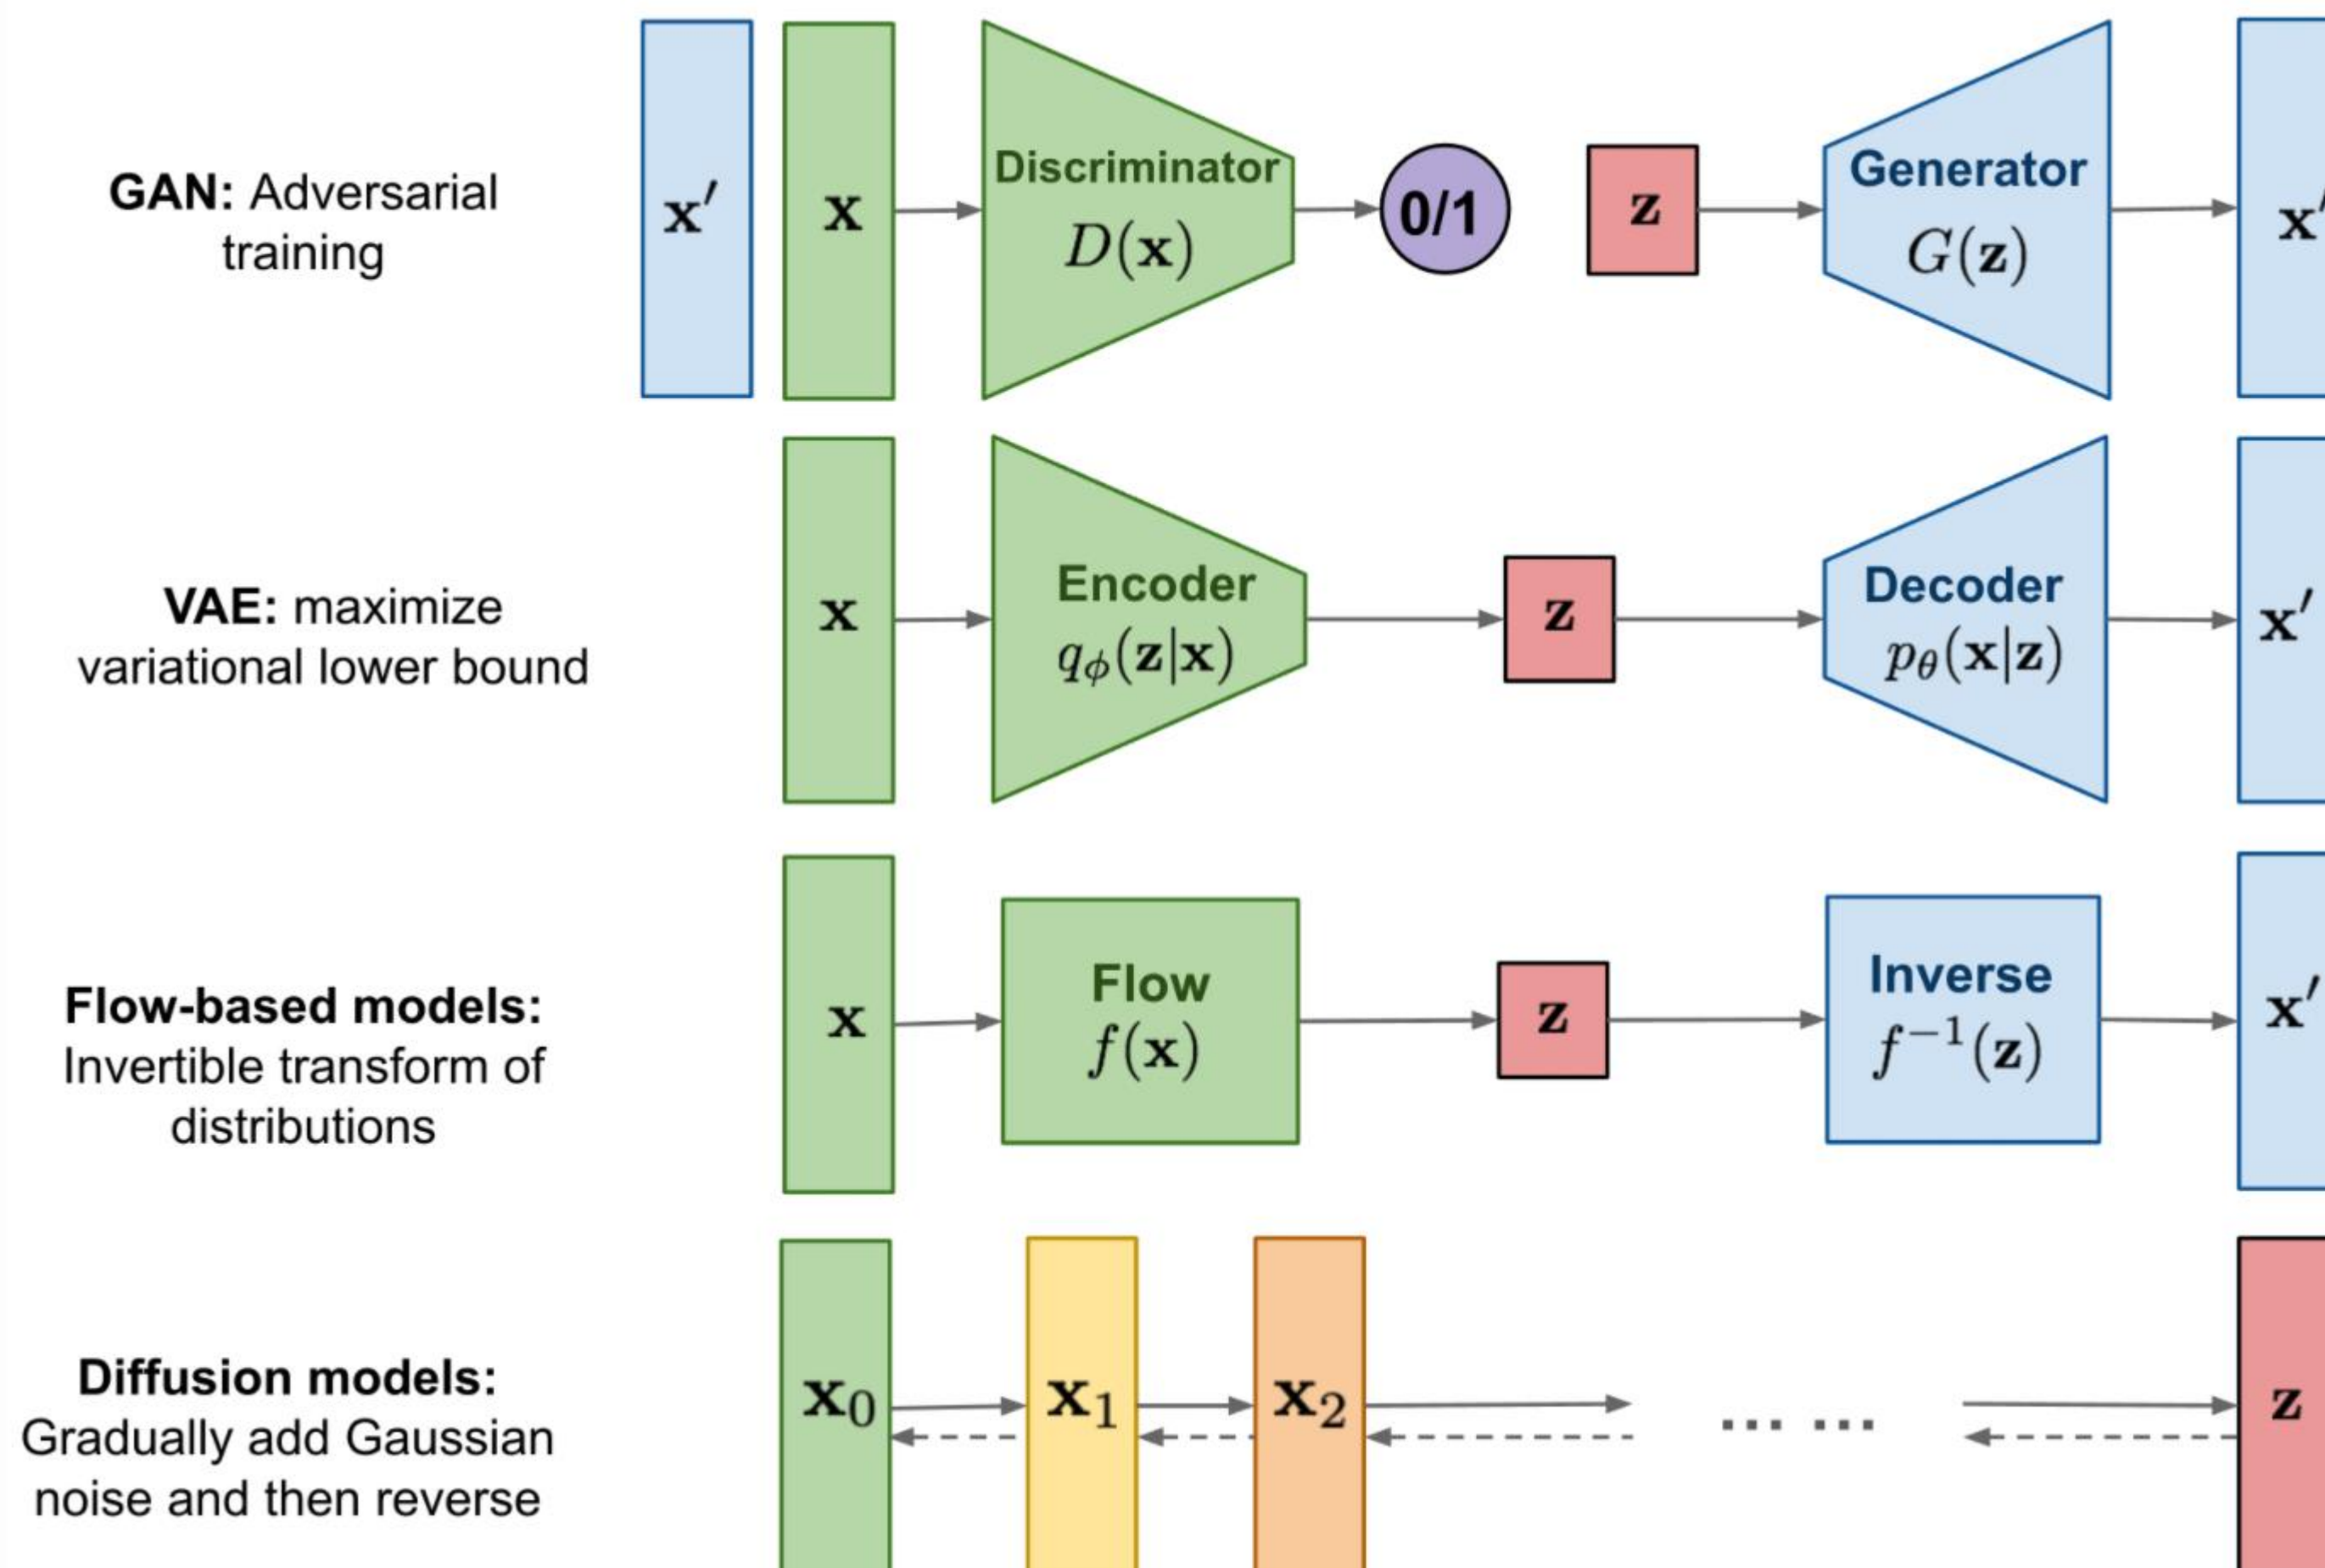 GAN: Adversarial
training
x′
x
Discriminator
D(x)
0/1
z
Generator
G(z)
x′
VAE: maximize
variational lower bound
x
Encoder
qϕ(z|x)
z
Decoder
pθ(x|z)
x′
Flow-based models:
Invertible transform of
distributions
x
Flow
f(x)
z
Inverse
f⁻¹(z)
x′
Diffusion models:
Gradually add Gaussian
noise and then reverse
x₀
x₁
x₂
... ...
z